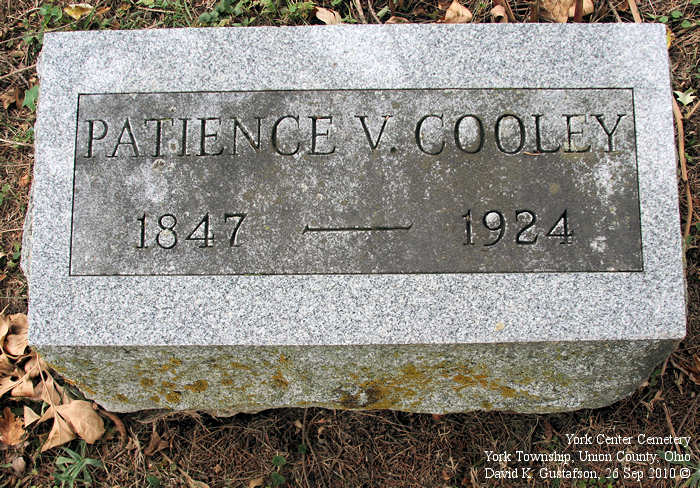 PATIENCE V. COOLEY
1847 — 1924
York Center Cemetery
York Township, Union County, Ohio
David K. Gustafson, 26 Sep 2010 ©